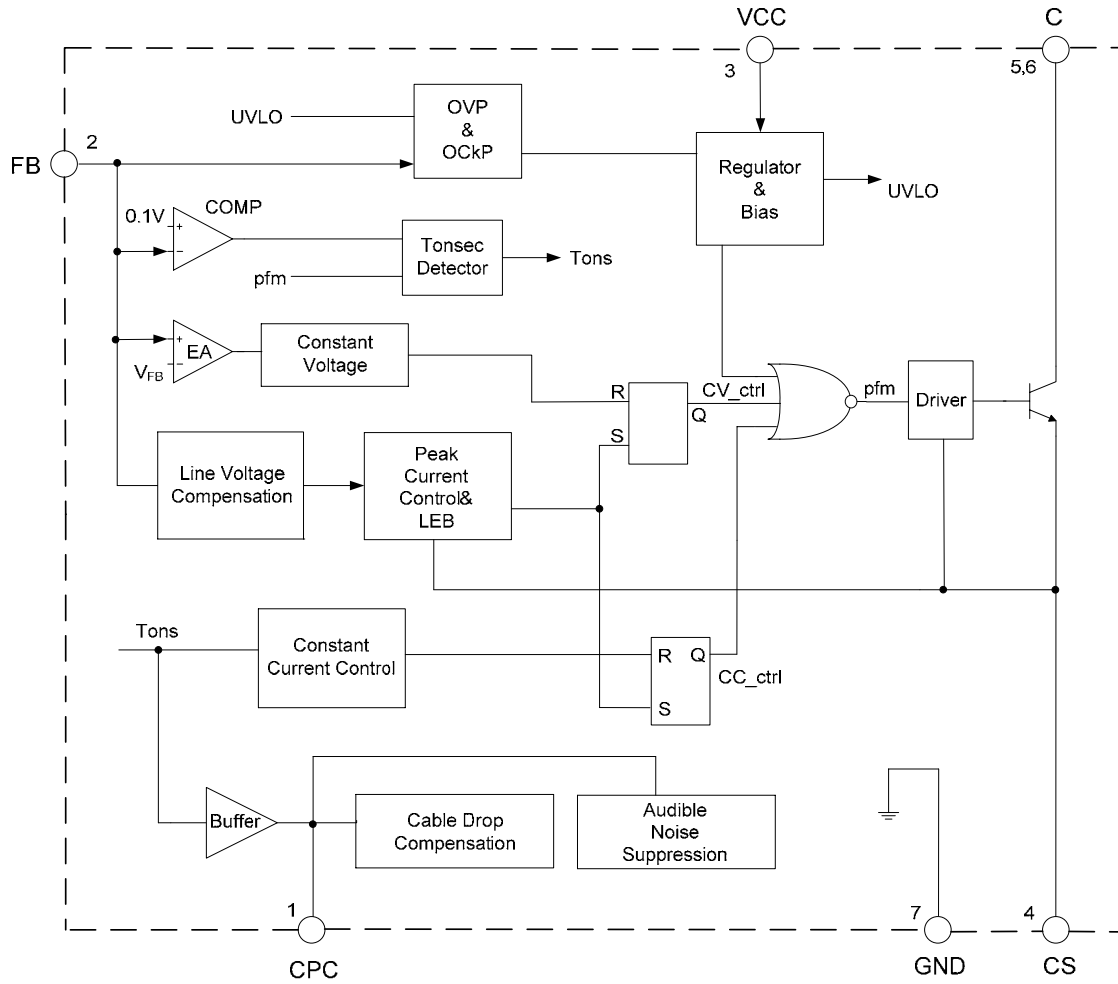 VCC
C
3
5,6
OVP
&
OCkP
UVLO
2
FB
Regulator
&
Bias
UVLO
COMP
0.1V
+
−
Tonsec
Detector
Tons
pfm
+
EA
−
VFB
Constant
Voltage
R
S
Q
CV_ctrl
pfm
Driver
Line Voltage
Compensation
Peak
Current
Control&
LEB
Tons
Constant
Current Control
R Q
S
CC_ctrl
Buffer
Cable Drop
Compensation
Audible
Noise
Suppression
1
7
4
CPC
GND
CS